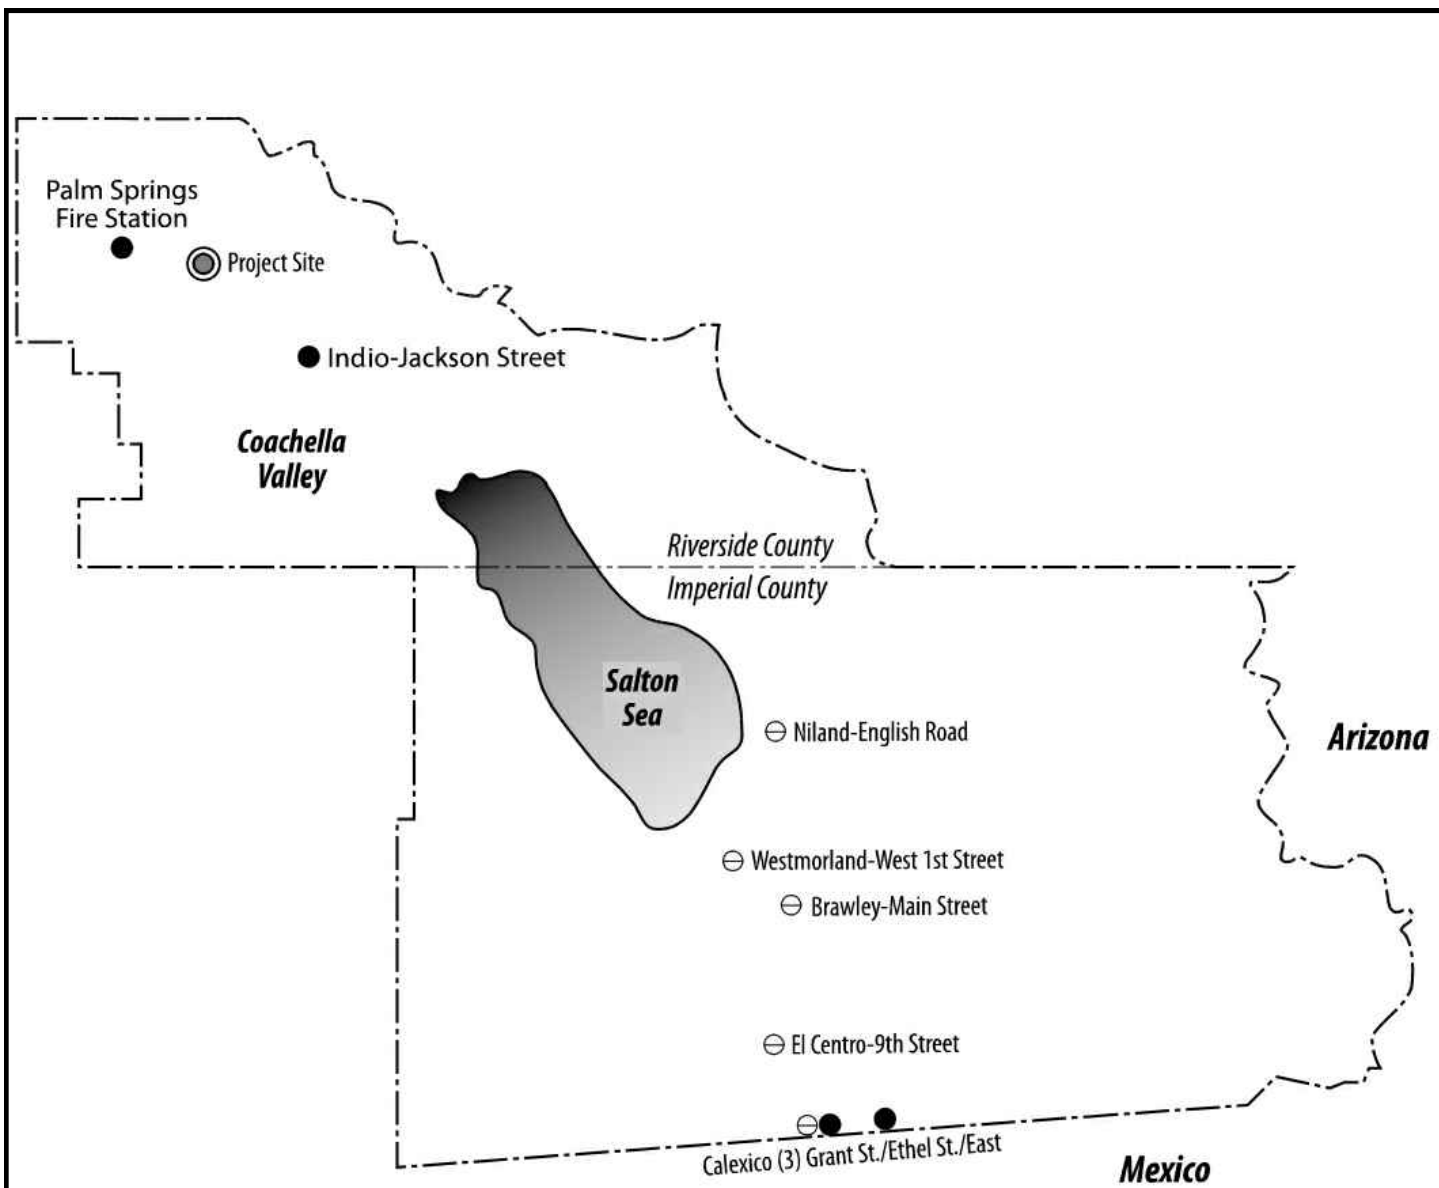 Palm Springs
Fire Station
Project Site
Indio-Jackson Street
Coachella
Valley
Riverside County
Imperial County
Salton
Sea
Niland-English Road
Arizona
Westmorland-West 1st Street
Brawley-Main Street
El Centro-9th Street
Calexico (3) Grant St./Ethel St./East
Mexico